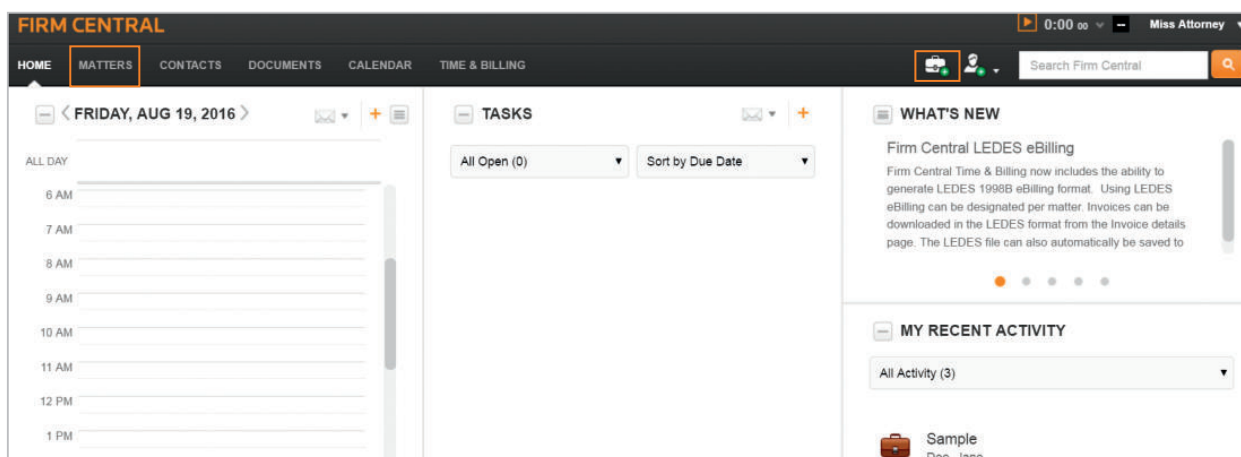 FIRM CENTRAL
0:00 00
Miss Attorney
HOME MATTERS CONTACTS DOCUMENTS CALENDAR TIME & BILLING
Search Firm Central
FRIDAY, AUG 19, 2016
ALL DAY
6 AM
7 AM
8 AM
9 AM
10 AM
11 AM
12 PM
1 PM
TASKS
All Open (0)
Sort by Due Date
WHAT'S NEW
Firm Central LEDES eBilling
Firm Central Time & Billing now includes the ability to
generate LEDES 1998B eBilling format. Using LEDES
eBilling can be designated per matter. Invoices can be
downloaded in the LEDES format from the Invoice details
page. The LEDES file can also automatically be saved to
MY RECENT ACTIVITY
All Activity (3)
Sample
Doe, Jane